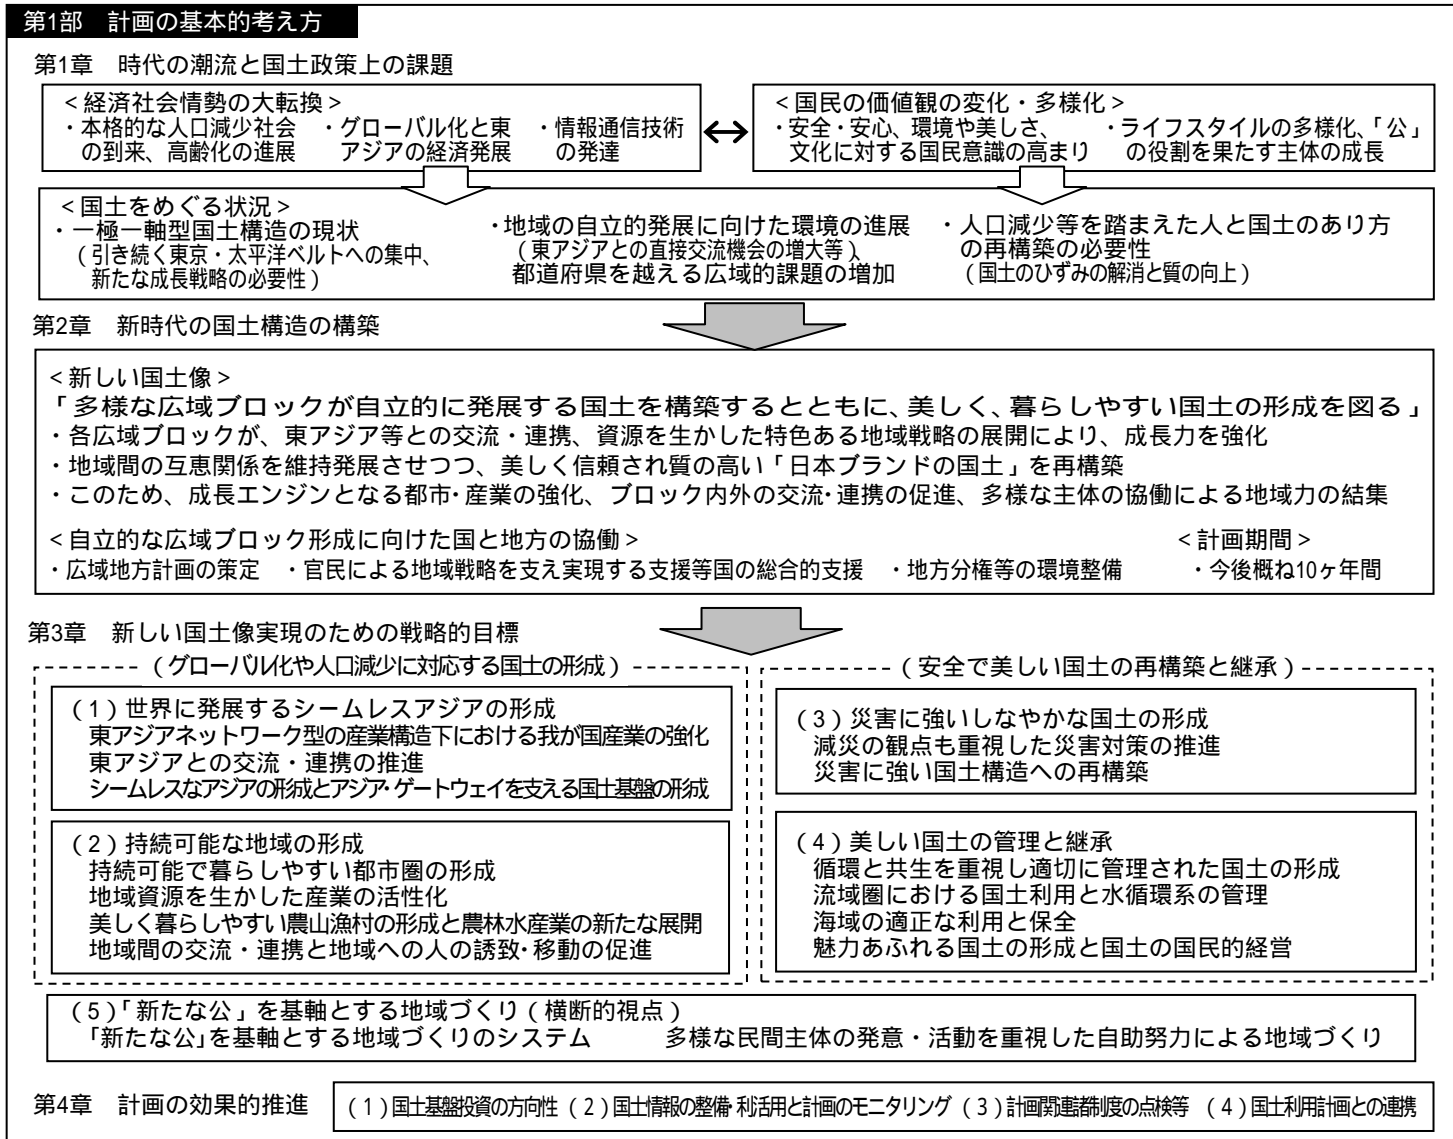 第1部　計画の基本的考え方
第1章　時代の潮流と国土政策上の課題
＜経済社会情勢の大転換＞
・本格的な人口減少社会の到来、高齢化の進展
・グローバル化と東アジアの経済発展
・情報通信技術の発達
＜国民の価値観の変化・多様化＞
・安全・安心、環境や美しさ、文化に対する国民意識の高まり
・ライフスタイルの多様化、「公」の役割を果たす主体の成長
＜国土をめぐる状況＞
・一極一軸型国土構造の現状
（引き続く東京・太平洋ベルトへの集中、
新たな成長戦略の必要性）
・地域の自立的発展に向けた環境の進展
（東アジアとの直接交流機会の増大等）、
都道府県を越える広域的課題の増加
・人口減少等を踏まえた人と国土のあり方
の再構築の必要性
（国土のひずみの解消と質の向上）
第2章　新時代の国土構造の構築
＜新しい国土像＞
「多様な広域ブロックが自立的に発展する国土を構築するとともに、美しく、暮らしやすい国土の形成を図る」
・各広域ブロックが、東アジア等との交流・連携、資源を生かした特色ある地域戦略の展開により、成長力を強化
・地域間の互恵関係を維持発展させつつ、美しく信頼され質の高い「日本ブランドの国土」を再構築
・このため、成長エンジンとなる都市・産業の強化、ブロック内外の交流・連携の促進、多様な主体の協働による地域力の結集
＜自立的な広域ブロック形成に向けた国と地方の協働＞　＜計画期間＞
・広域地方計画の策定　・官民による地域戦略を支え実現する支援等国の総合的支援　・地方分権等の環境整備　・今後概ね10ヶ年間
第3章　新しい国土像実現のための戦略的目標
（グローバル化や人口減少に対応する国土の形成）
（1）世界に発展するシームレスアジアの形成
東アジアネットワーク型の産業構造下における我が国産業の強化
東アジアとの交流・連携の推進
シームレスなアジアの形成とアジア・ゲートウェイを支える国土基盤の形成
（2）持続可能な地域の形成
持続可能で暮らしやすい都市圏の形成
地域資源を生かした産業の活性化
美しく暮らしやすい農山漁村の形成と農林水産業の新たな展開
地域間の交流・連携と地域への人の誘致・移動の促進
（安全で美しい国土の再構築と継承）
（3）災害に強いしなやかな国土の形成
減災の観点も重視した災害対策の推進
災害に強い国土構造への再構築
（4）美しい国土の管理と継承
循環と共生を重視し適切に管理された国土の形成
流域圏における国土利用と水循環系の管理
海域の適正な利用と保全
魅力あふれる国土の形成と国土の国民的経営
（5）「新たな公」を基軸とする地域づくり（横断的視点）
「新たな公」を基軸とする地域づくりのシステム　多様な民間主体の発意・活動を重視した自助努力による地域づくり
第4章　計画の効果的推進
（1）国土基盤投資の方向性（2）国土情報の整備・利活用と計画のモニタリング（3）計画関連諸制度の点検等（4）国土利用計画との連携